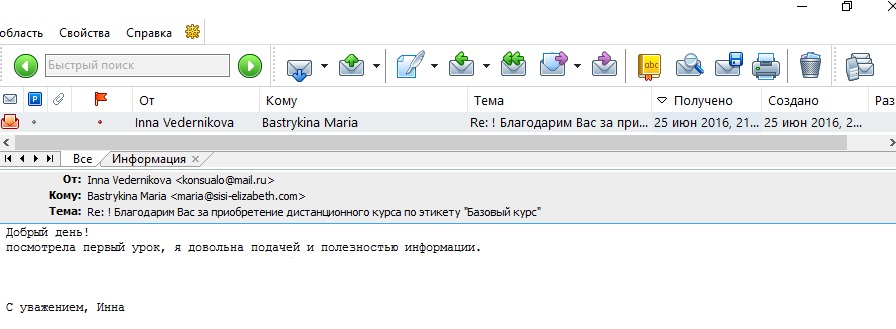 область Свойства Справка
Быстрый поиск
abc
От Кому Тема Получено Создано Раз
Inna Vedernikova Bastrykina Maria Re: ! Благодарим Вас за при... 25 июн 2016, 21... 25 июн 2016, 2...
Все Информация
От: Inna Vedernikova <konsualo@mail.ru>
Кому: Bastrykina Maria <maria@sisi-elizabeth.com>
Тема: Re: ! Благодарим Вас за приобретение дистанционного курса по этикету "Базовый курс"
Добрый день!
посмотрела первый урок, я довольна подачей и полезностью информации.
С уважением, Инна